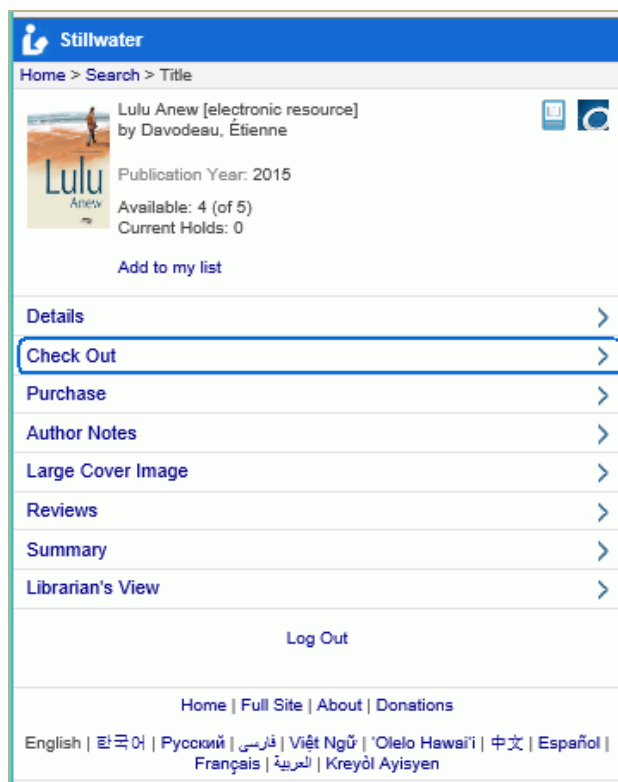 Stillwater
Home > Search > Title
Lulu Anew [electronic resource]
by Davodeau, Étienne
Lulu
Anew
Publication Year: 2015
Available: 4 (of 5)
Current Holds: 0
Add to my list
Details
Check Out
Purchase
Author Notes
Large Cover Image
Reviews
Summary
Librarian's View
Log Out
Home | Full Site | About | Donations
English | 한국어 | Русский | فارسی | Việt Ngữ | 'Olelo Hawai'i | 中文 | Español |
Français | العربية | Kreyòl Ayisyen